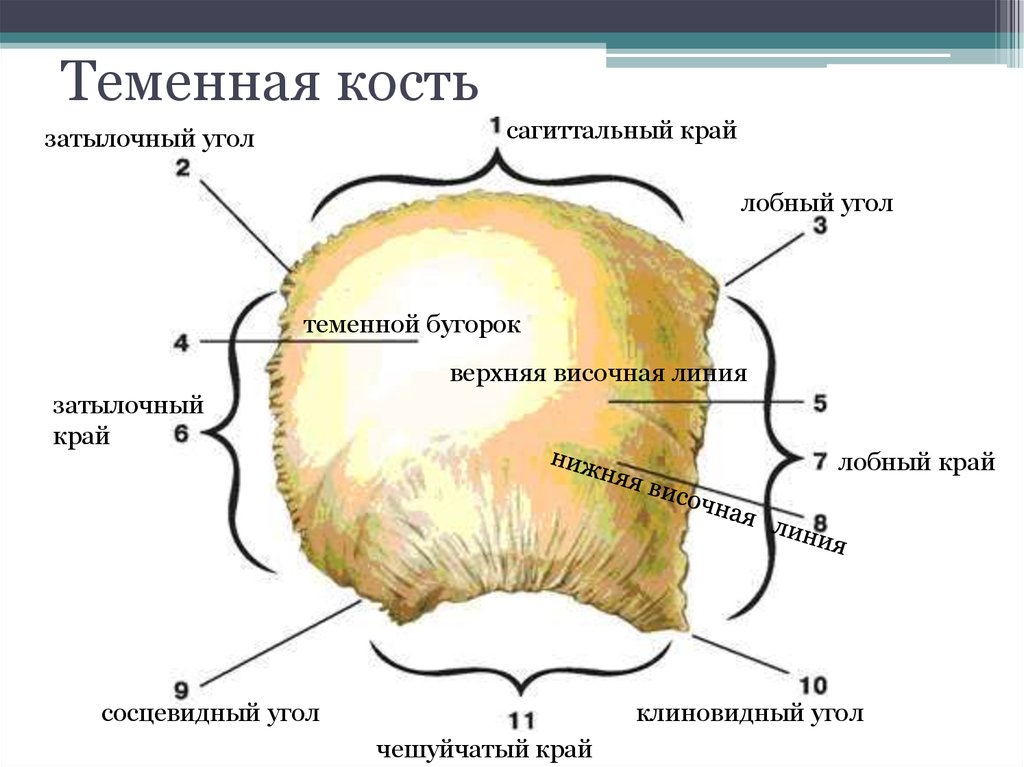 Теменная кость
1 сагиттальный край
затылочный угол
2
лобный угол
3
теменной бугорок
4
верхняя височная линия
5
затылочный
край 6
7 лобный край
нижняя височная линия
8
9
сосцевидный угол
10
клиновидный угол
11
чешуйчатый край